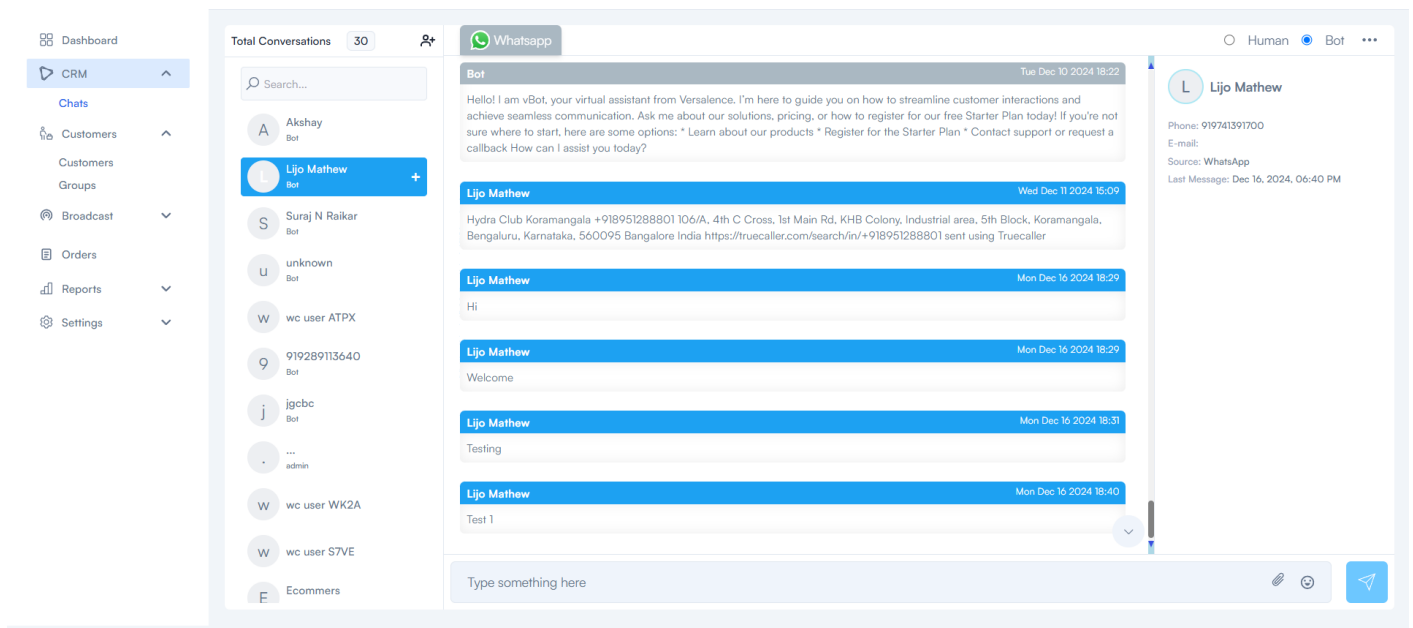 Dashboard
CRM
Chats
Customers
Customers
Groups
Broadcast
Orders
Reports
Settings
Total Conversations 30
Search...
A Akshay
Bot
L Lijo Mathew
Bot
S Suraj N Raikar
Bot
u unknown
Bot
w wc user ATPX
9 919289113640
Bot
j jgcbc
Bot
. ...
admin
w wc user WK2A
w wc user S7VE
E Ecommers
Whatsapp
Human Bot
Bot Tue Dec 10 2024 18:22
Hello! I am vBot, your virtual assistant from Versalence. I'm here to guide you on how to streamline customer interactions and
achieve seamless communication. Ask me about our solutions, pricing, or how to register for our free Starter Plan today! If you're not
sure where to start, here are some options: * Learn about our products * Register for the Starter Plan * Contact support or request a
callback How can I assist you today?
Lijo Mathew Wed Dec 11 2024 15:09
Hydra Club Koramangala +918951288801 106/A, 4th C Cross, 1st Main Rd, KHB Colony, Industrial area, 5th Block, Koramangala,
Bengaluru, Karnataka, 560095 Bangalore India https://truecaller.com/search/in/+918951288801 sent using Truecaller
Lijo Mathew Mon Dec 16 2024 18:29
Hi
Lijo Mathew Mon Dec 16 2024 18:29
Welcome
Lijo Mathew Mon Dec 16 2024 18:31
Testing
Lijo Mathew Mon Dec 16 2024 18:40
Test 1
Type something here
L Lijo Mathew
Phone: 919741391700
E-mail:
Source: WhatsApp
Last Message: Dec 16, 2024, 06:40 PM